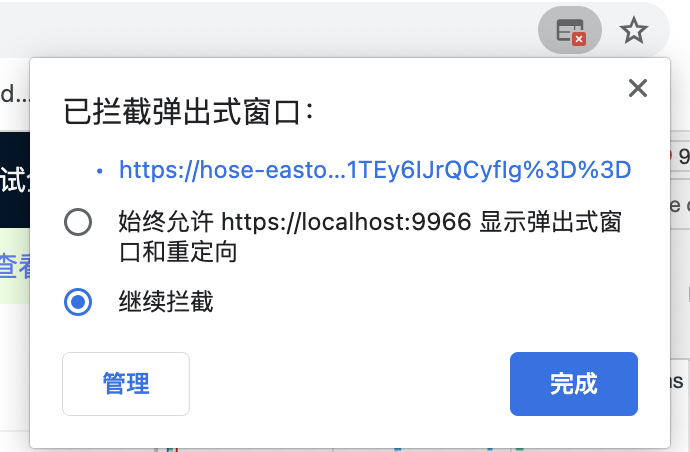 d...
已拦截弹出式窗口：
https://hose-easto...1TEy6IJrQCyfIg%3D%3D
试
9
始终允许 https://localhost:9966 显示弹出式窗
口和重定向
查看
继续拦截
管理
完成